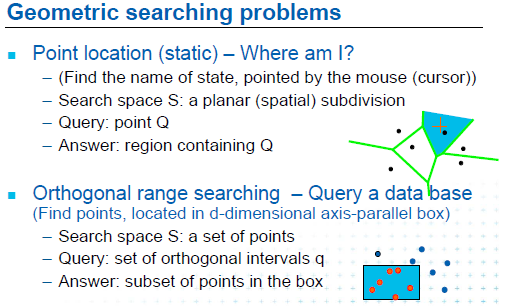 Geometric searching problems
Point location (static) – Where am I?
– (Find the name of state, pointed by the mouse (cursor))
– Search space S: a planar (spatial) subdivision
– Query: point Q
– Answer: region containing Q
Orthogonal range searching – Query a data base
(Find points, located in d-dimensional axis-parallel box)
– Search space S: a set of points
– Query: set of orthogonal intervals q
– Answer: subset of points in the box